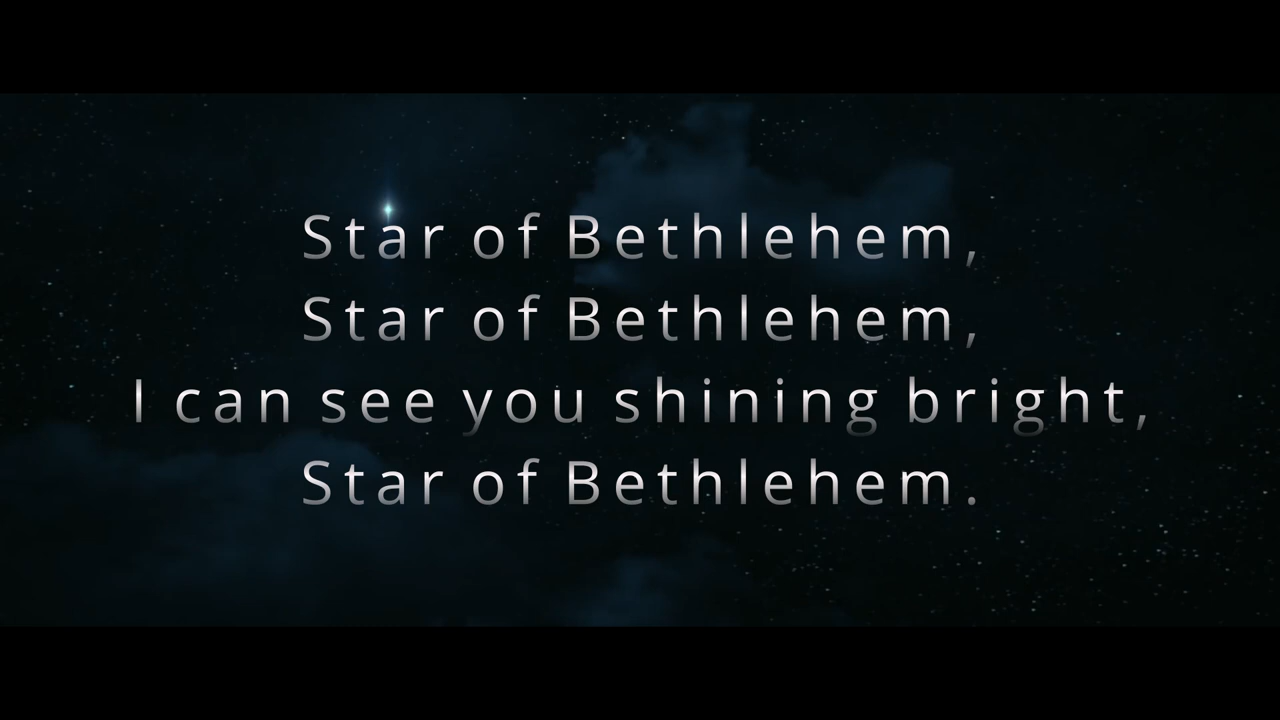 Star of Bethlehem,
Star of Bethlehem,
I can see you shining bright,
Star of Bethlehem.